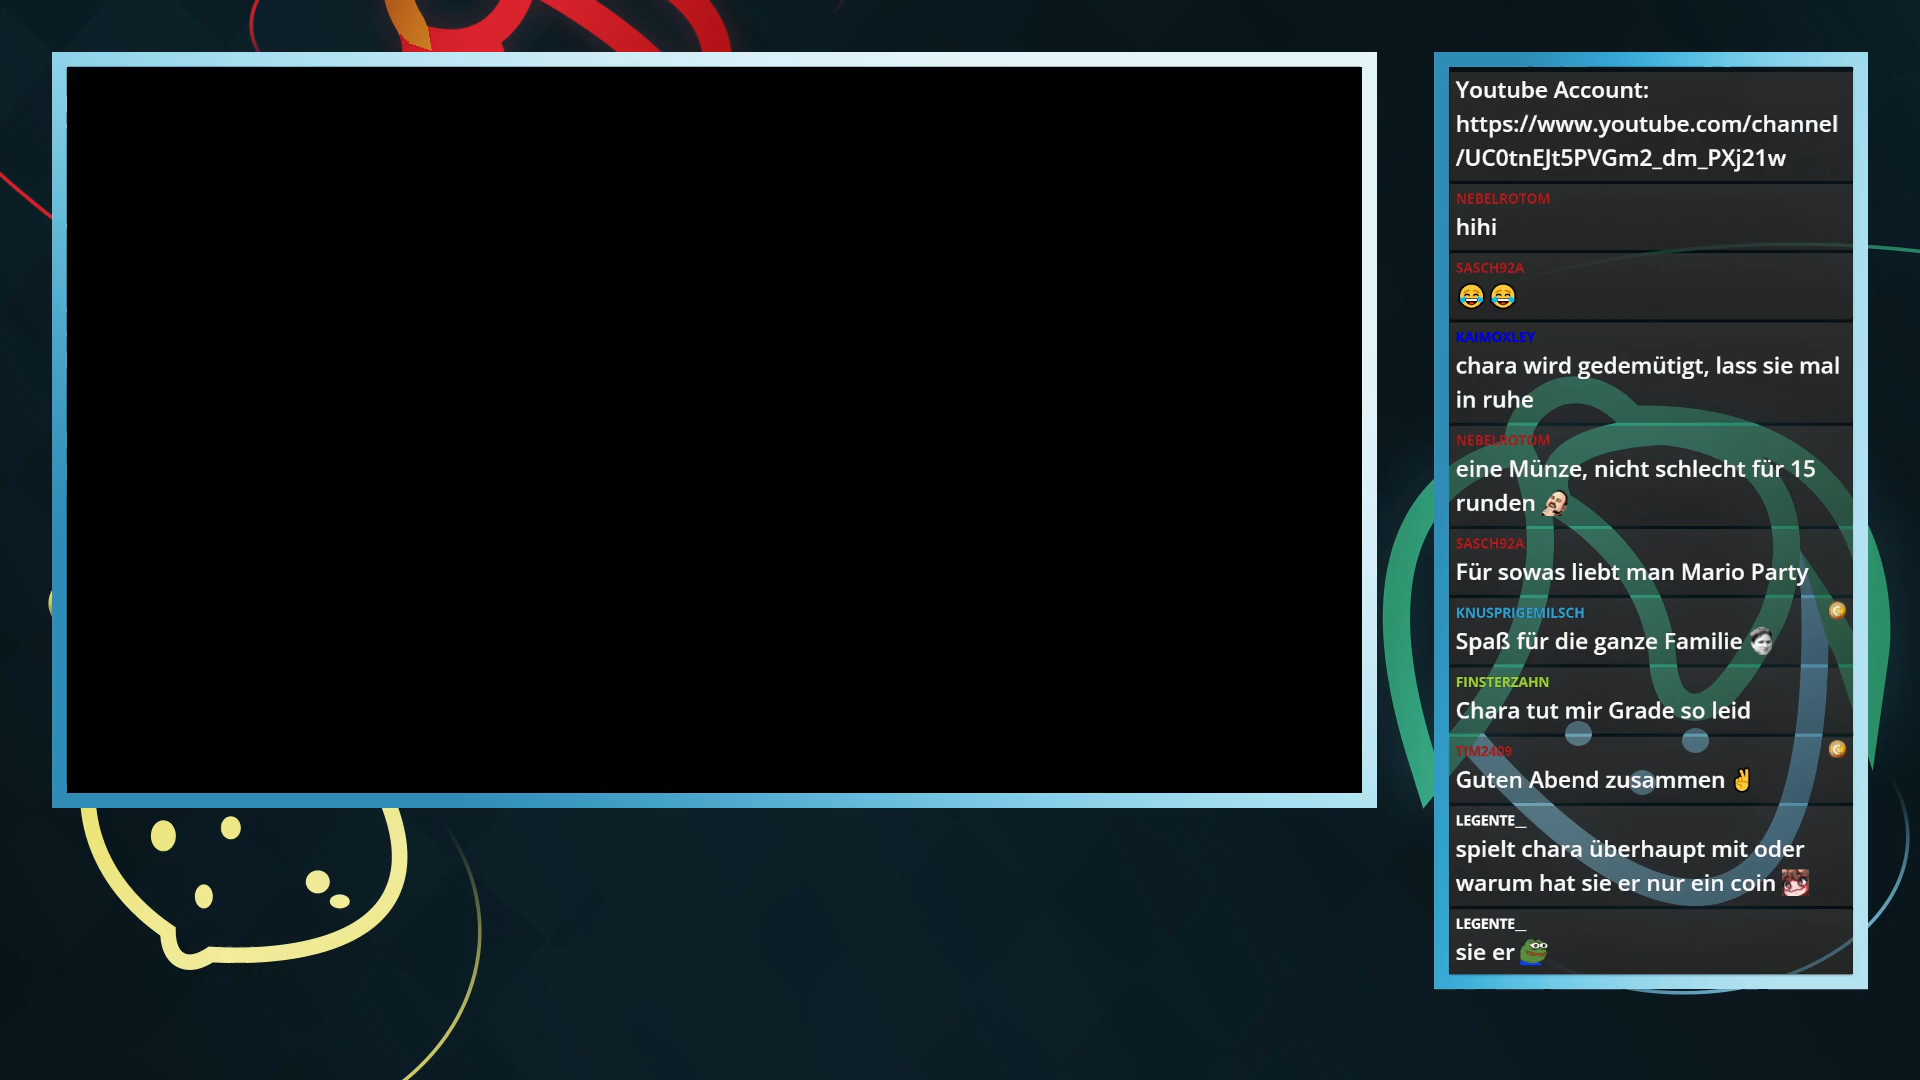 Youtube Account:
https://www.youtube.com/channel
/UC0tnEJt5PVGm2_dm_PXj21w
NEBELROTOM
hihi
SASCH92A
😂 😂
KAIMOXLEY
chara wird gedemütigt, lass sie mal
in ruhe
NEBELROTOM
eine Münze, nicht schlecht für 15
runden
SASCH92A
Für sowas liebt man Mario Party
KNUSPRIGEMILSCH
Spaß für die ganze Familie
FINSTERZAHN
Chara tut mir Grade so leid
TIM2409
Guten Abend zusammen ✌
LEGENTE__
spielt chara überhaupt mit oder
warum hat sie er nur ein coin
LEGENTE__
sie er